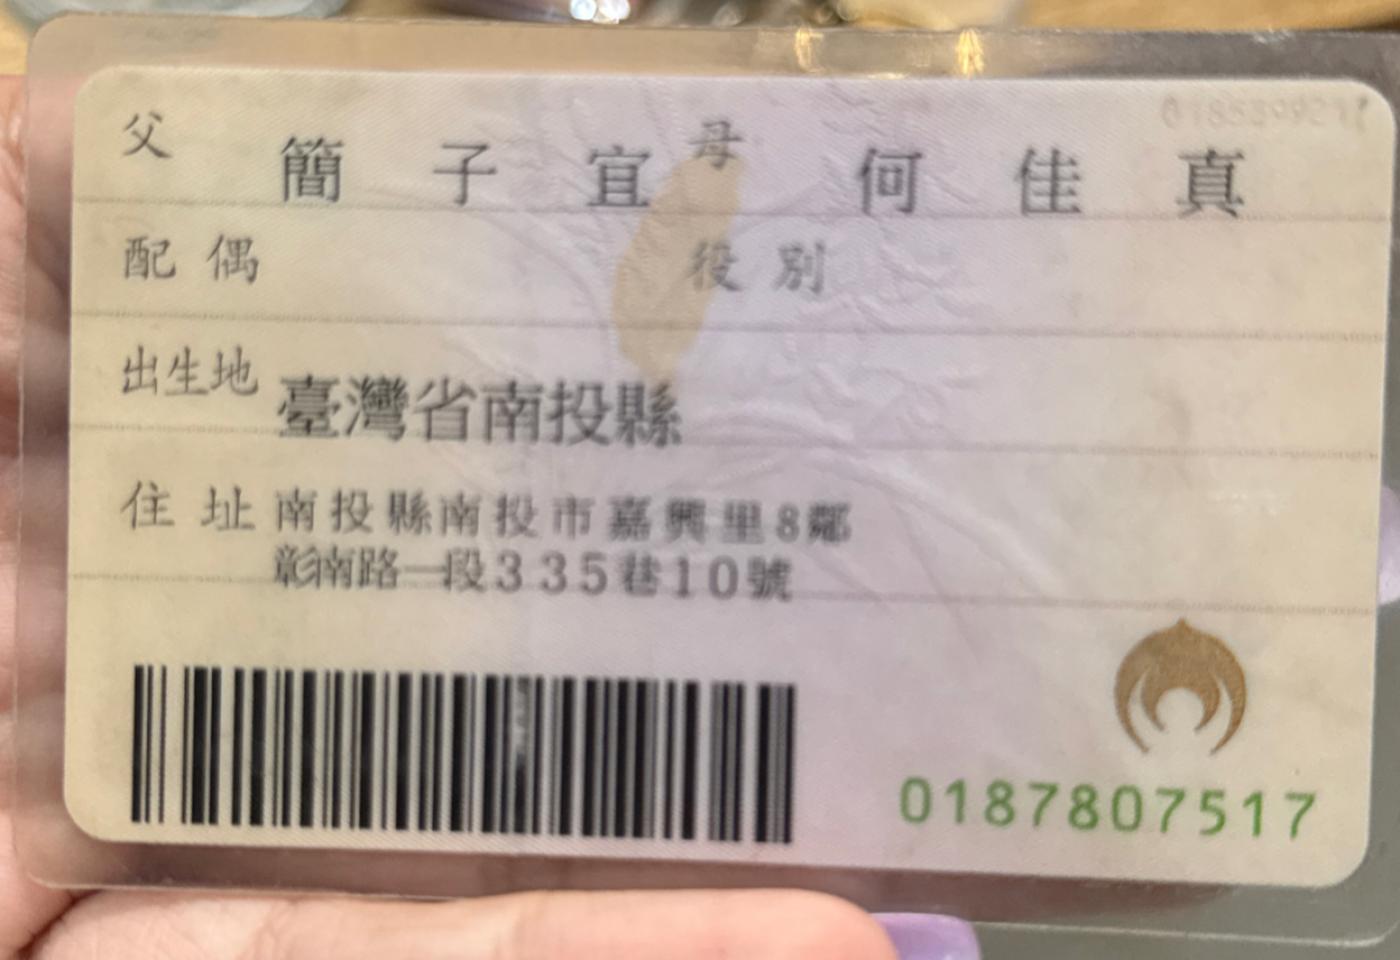 父 簡子宜 母 何佳真
配偶 役別
出生地 臺灣省南投縣
住址 南投縣南投市嘉興里8鄰
彰南路一段335巷10號
0187807517